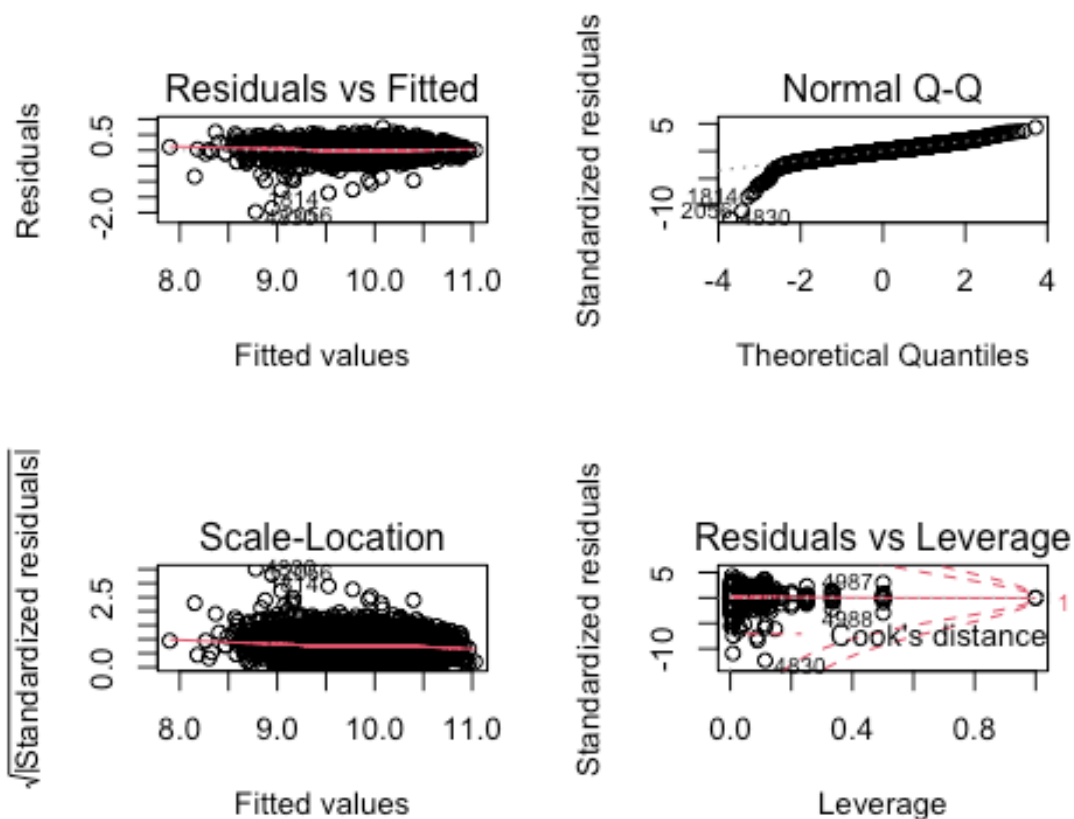 Residuals vs Fitted
Residuals
0.5
-2.0
1814
8.0 9.0 10.0 11.0
Fitted values
Normal Q-Q
Standardized residuals
5
-10
1814
4830
-4 -2 0 2 4
Theoretical Quantiles
Scale-Location
√|Standardized residuals|
2.5
0.0
8.0 9.0 10.0 11.0
Fitted values
Residuals vs Leverage
Standardized residuals
5
-10
4987
4988
4830
Cook's distance
1
0.0 0.4 0.8
Leverage